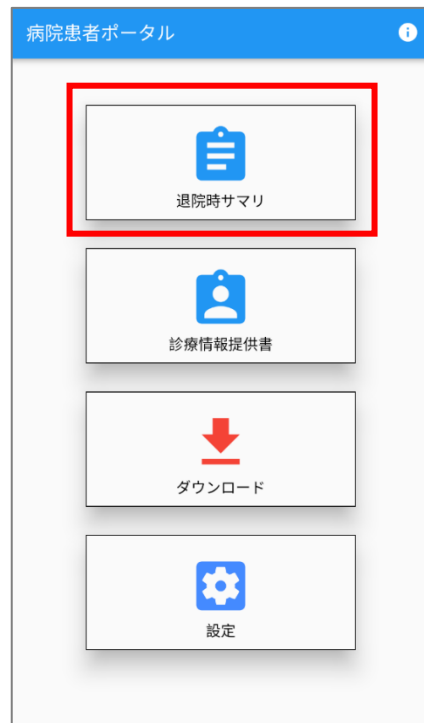 病院患者ポータル
退院時サマリ
診療情報提供書
ダウンロード
設定